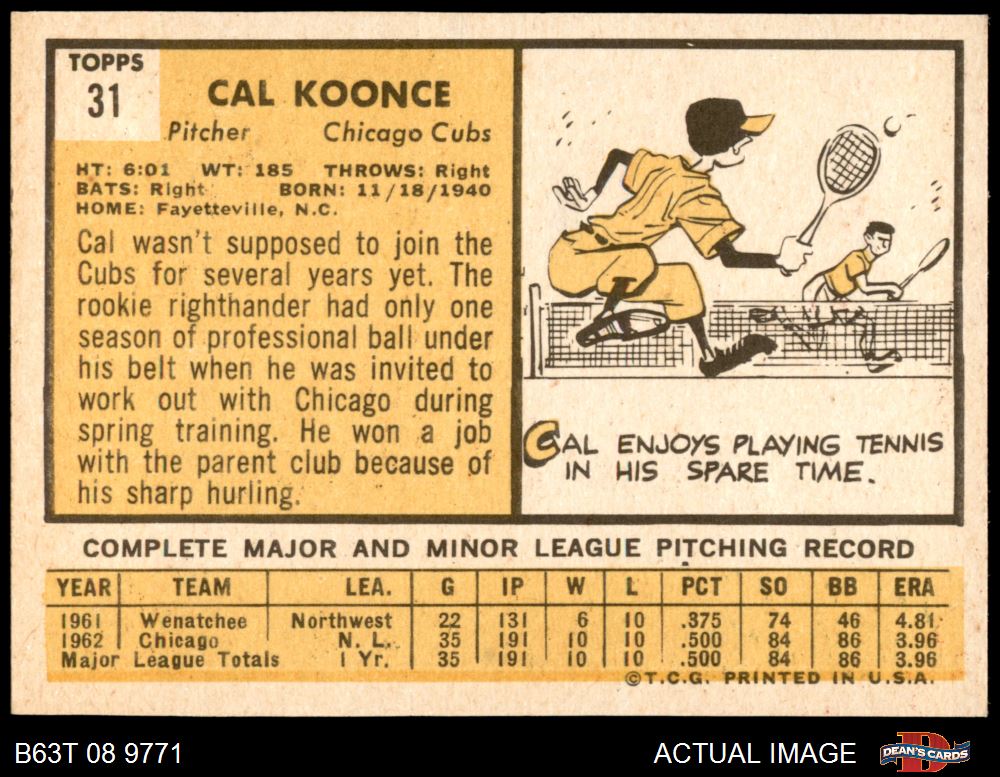 TOPPS
31
CAL KOONCE
Pitcher Chicago Cubs
HT: 6:01 WT: 185 THROWS: Right
BATS: Right BORN: 11/18/1940
HOME: Fayetteville, N.C.
Cal wasn't supposed to join the
Cubs for several years yet. The
rookie righthander had only one
season of professional ball under
his belt when he was invited to
work out with Chicago during
spring training. He won a job
with the parent club because of
his sharp hurling.
CAL ENJOYS PLAYING TENNIS
IN HIS SPARE TIME.
COMPLETE MAJOR AND MINOR LEAGUE PITCHING RECORD
YEAR TEAM LEA. G IP W L PCT SO BB ERA
1961 Wenatchee Northwest 22 131 6 10 .375 74 46 4.81
1962 Chicago N. L. 35 191 10 10 .500 84 86 3.96
Major League Totals 1 Yr. 35 191 10 10 .500 84 86 3.96
©T.C.G. PRINTED IN U.S.A.
B63T 08 9771 ACTUAL IMAGE DEAN'S CARDS